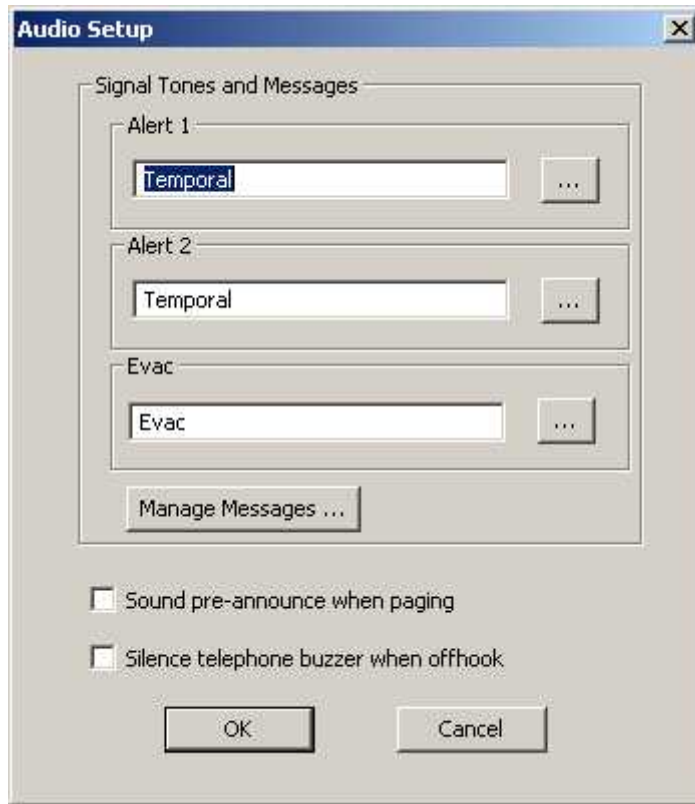 Audio Setup
Signal Tones and Messages
Alert 1
Temporal
...
Alert 2
Temporal
...
Evac
Evac
...
Manage Messages ...
Sound pre-announce when paging
Silence telephone buzzer when offhook
OK
Cancel